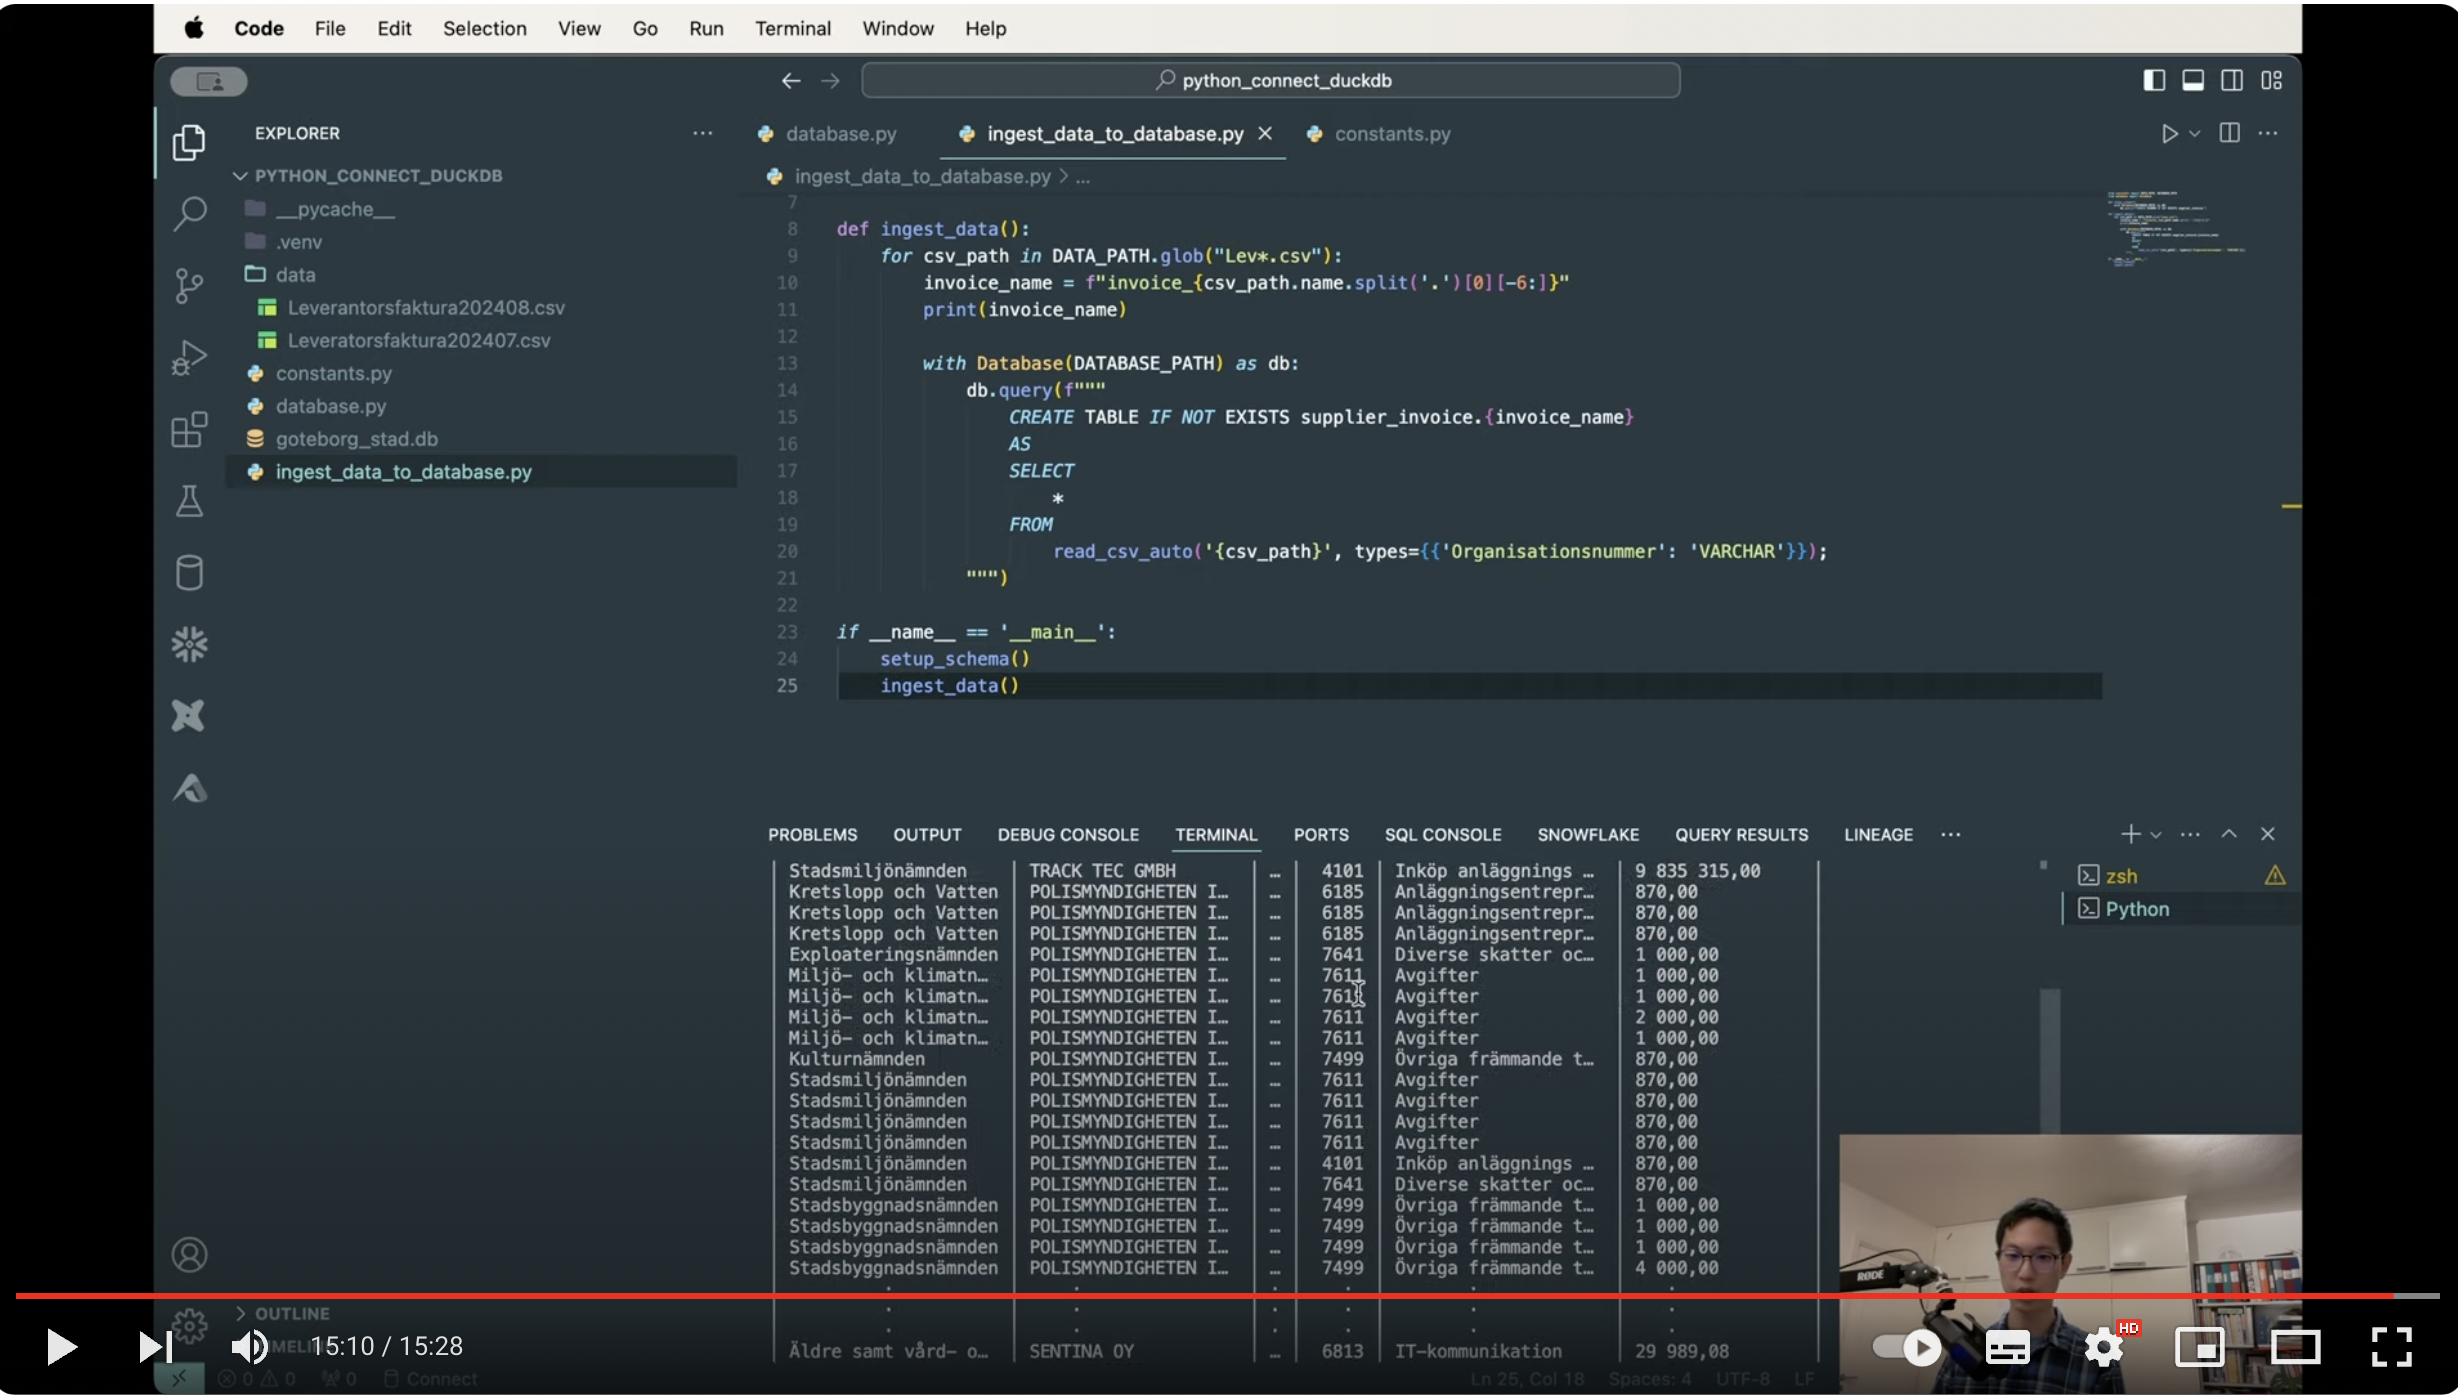 Code File Edit Selection View Go Run Terminal Window Help
python_connect_duckdb
EXPLORER
PYTHON_CONNECT_DUCKDB
__pycache__
.venv
data
Leverantorsfaktura202408.csv
Leveratorsfaktura202407.csv
constants.py
database.py
goteborg_stad.db
ingest_data_to_database.py
OUTLINE
database.py ingest_data_to_database.py constants.py
ingest_data_to_database.py > ...
7
8 def ingest_data():
9 for csv_path in DATA_PATH.glob("Lev*.csv"):
10 invoice_name = f"invoice_{csv_path.name.split('.')[0][-6:]}"
11 print(invoice_name)
12
13 with Database(DATABASE_PATH) as db:
14 db.query(f"""
15 CREATE TABLE IF NOT EXISTS supplier_invoice.{invoice_name}
16 AS
17 SELECT
18 *
19 FROM
20 read_csv_auto('{csv_path}', types={{'Organisationsnummer': 'VARCHAR'}});
21 """)
22
23 if __name__ == '__main__':
24 setup_schema()
25 ingest_data()
PROBLEMS OUTPUT DEBUG CONSOLE TERMINAL PORTS SQL CONSOLE SNOWFLAKE QUERY RESULTS LINEAGE ...
zsh
Python
Stadsmiljönämnden TRACK TEC GMBH … 4101 Inköp anläggnings … 9 835 315,00
Kretslopp och Vatten POLISMYNDIGHETEN I… … 6185 Anläggningsentrepr… 870,00
Kretslopp och Vatten POLISMYNDIGHETEN I… … 6185 Anläggningsentrepr… 870,00
Kretslopp och Vatten POLISMYNDIGHETEN I… … 6185 Anläggningsentrepr… 870,00
Exploateringsnämnden POLISMYNDIGHETEN I… … 7641 Diverse skatter oc… 1 000,00
Miljö- och klimatn… POLISMYNDIGHETEN I… … 7611 Avgifter 1 000,00
Miljö- och klimatn… POLISMYNDIGHETEN I… … 7611 Avgifter 1 000,00
Miljö- och klimatn… POLISMYNDIGHETEN I… … 7611 Avgifter 2 000,00
Miljö- och klimatn… POLISMYNDIGHETEN I… … 7611 Avgifter 1 000,00
Kulturnämnden POLISMYNDIGHETEN I… … 7499 Övriga främmande t… 870,00
Stadsmiljönämnden POLISMYNDIGHETEN I… … 7611 Avgifter 870,00
Stadsmiljönämnden POLISMYNDIGHETEN I… … 7611 Avgifter 870,00
Stadsmiljönämnden POLISMYNDIGHETEN I… … 7611 Avgifter 870,00
Stadsmiljönämnden POLISMYNDIGHETEN I… … 7611 Avgifter 870,00
Stadsmiljönämnden POLISMYNDIGHETEN I… … 4101 Inköp anläggnings … 870,00
Stadsmiljönämnden POLISMYNDIGHETEN I… … 7641 Diverse skatter oc… 870,00
Stadsbyggnadsnämnden POLISMYNDIGHETEN I… … 7499 Övriga främmande t… 1 000,00
Stadsbyggnadsnämnden POLISMYNDIGHETEN I… … 7499 Övriga främmande t… 1 000,00
Stadsbyggnadsnämnden POLISMYNDIGHETEN I… … 7499 Övriga främmande t… 1 000,00
Stadsbyggnadsnämnden POLISMYNDIGHETEN I… … 7499 Övriga främmande t… 4 000,00
Äldre samt vård- o… SENTINA OY … 6813 IT-kommunikation 29 989,08
RØDE
15:10 / 15:28
HD
0 0 0 Connect
Ln 25, Col 18 Spaces: 4 UTF-8 LF